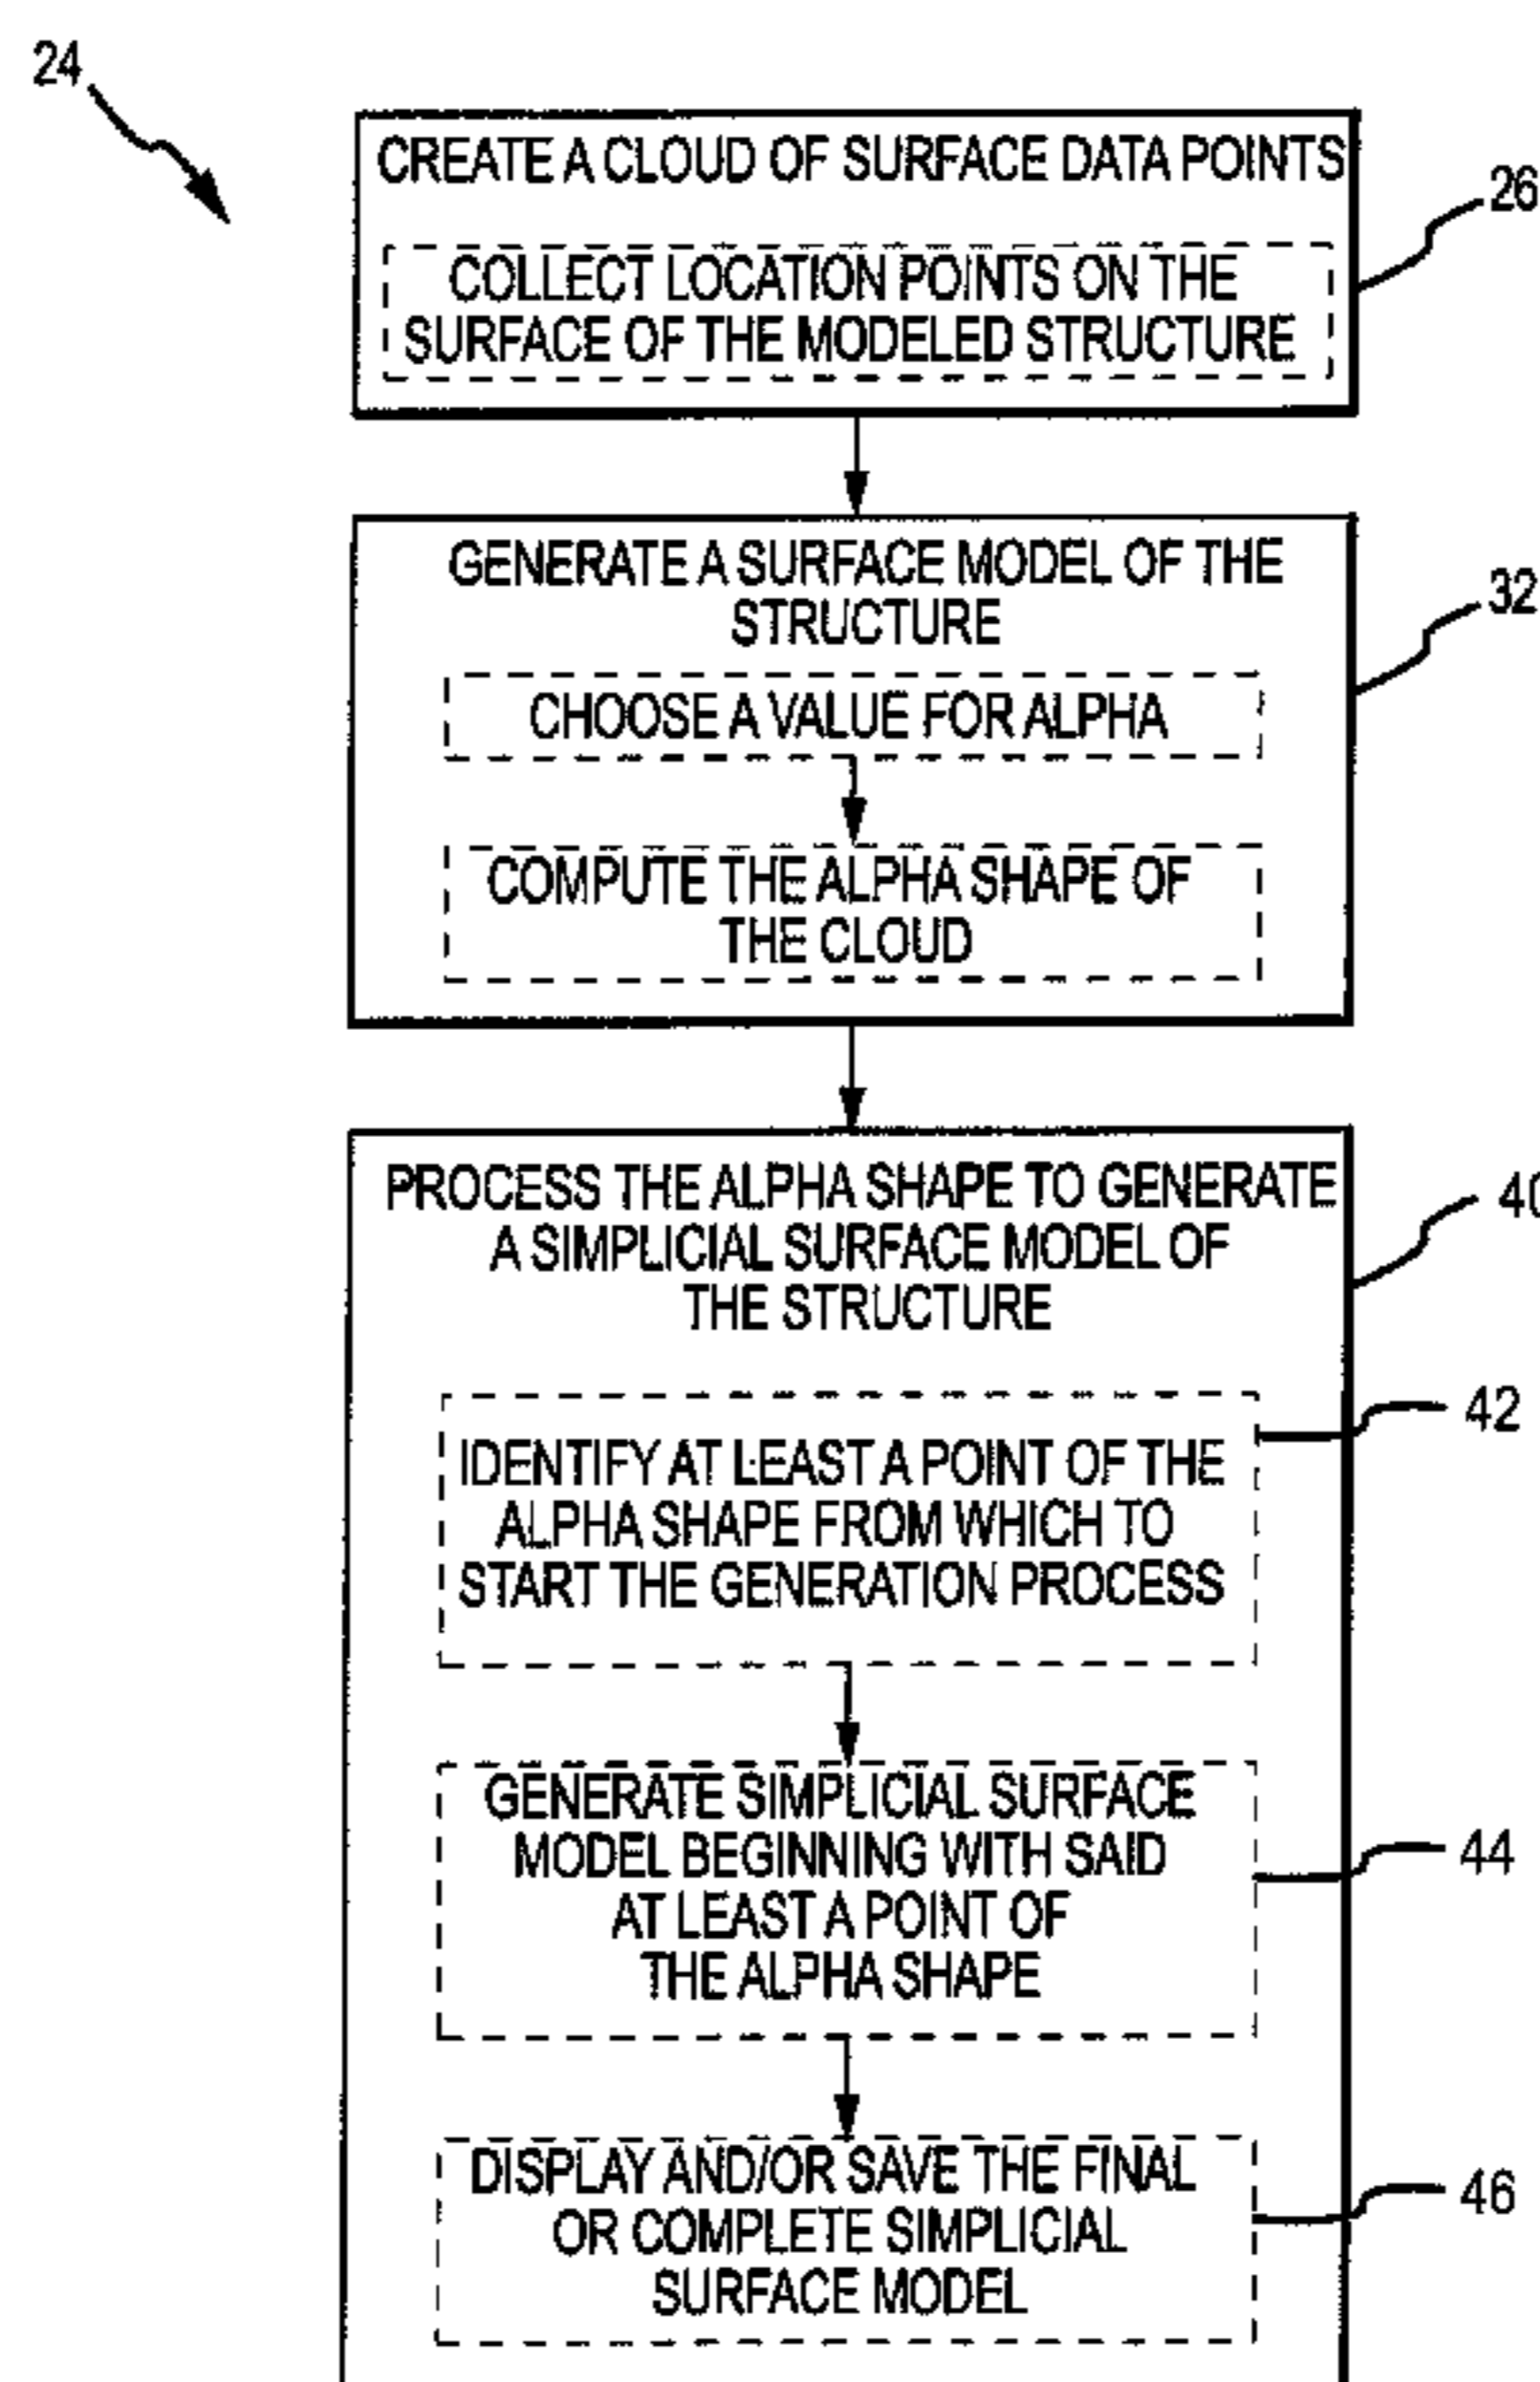 24
CREATE A CLOUD OF SURFACE DATA POINTS
26
COLLECT LOCATION POINTS ON THE
SURFACE OF THE MODELED STRUCTURE
GENERATE A SURFACE MODEL OF THE
STRUCTURE
32
CHOOSE A VALUE FOR ALPHA
COMPUTE THE ALPHA SHAPE OF
THE CLOUD
PROCESS THE ALPHA SHAPE TO GENERATE
A SIMPLICIAL SURFACE MODEL OF
THE STRUCTURE
40
42
IDENTIFY AT LEAST A POINT OF THE
ALPHA SHAPE FROM WHICH TO
START THE GENERATION PROCESS
GENERATE SIMPLICIAL SURFACE
MODEL BEGINNING WITH SAID
AT LEAST A POINT OF
THE ALPHA SHAPE
44
DISPLAY AND/OR SAVE THE FINAL
OR COMPLETE SIMPLICIAL
SURFACE MODEL
46